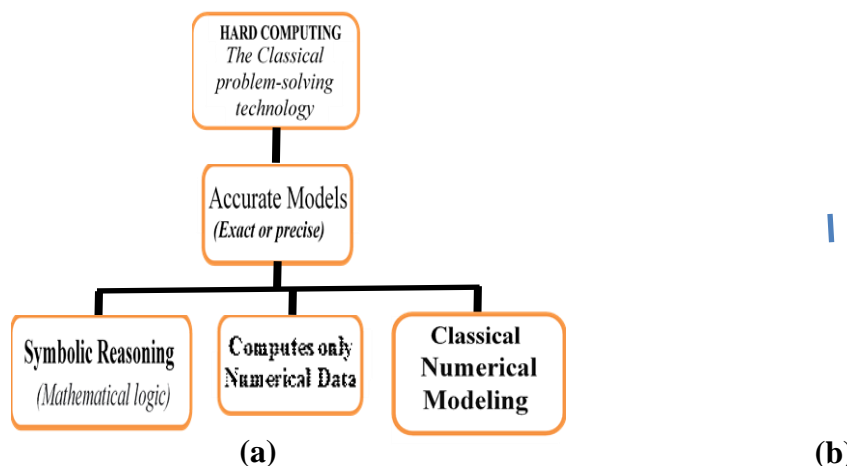 HARD COMPUTING
The Classical
problem-solving
technology
Accurate Models
(Exact or precise)
Symbolic Reasoning
(Mathematical logic)
Computes only
Numerical Data
Classical
Numerical
Modeling
(a)
(b)